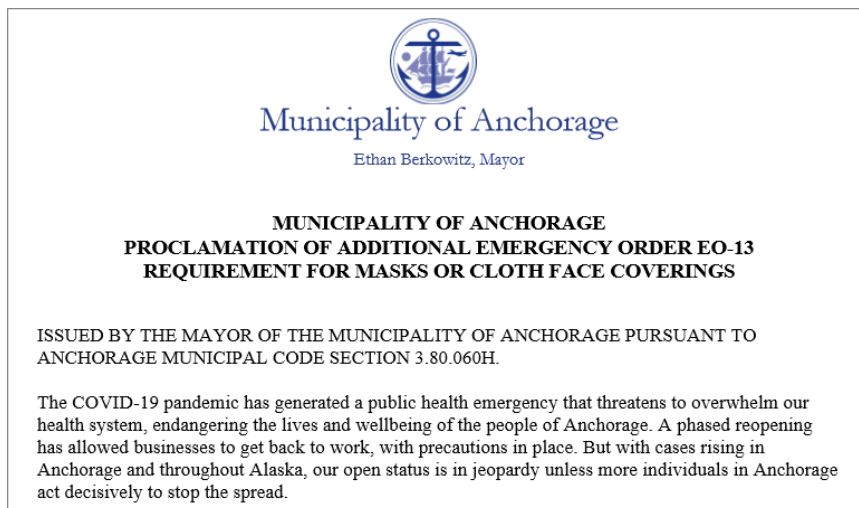 Municipality of Anchorage
Ethan Berkowitz, Mayor
MUNICIPALITY OF ANCHORAGE
PROCLAMATION OF ADDITIONAL EMERGENCY ORDER EO-13
REQUIREMENT FOR MASKS OR CLOTH FACE COVERINGS
ISSUED BY THE MAYOR OF THE MUNICIPALITY OF ANCHORAGE PURSUANT TO
ANCHORAGE MUNICIPAL CODE SECTION 3.80.060H.
The COVID-19 pandemic has generated a public health emergency that threatens to overwhelm our
health system, endangering the lives and wellbeing of the people of Anchorage. A phased reopening
has allowed businesses to get back to work, with precautions in place. But with cases rising in
Anchorage and throughout Alaska, our open status is in jeopardy unless more individuals in Anchorage
act decisively to stop the spread.